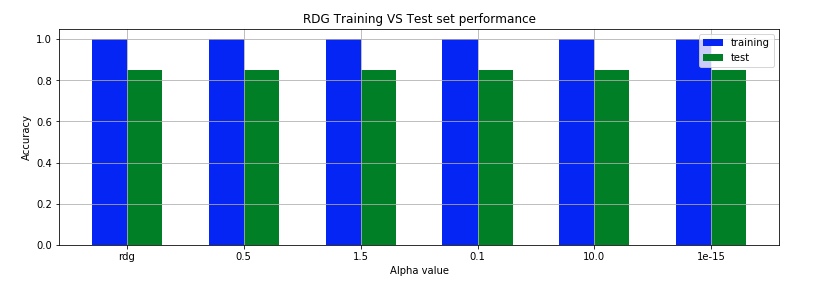 RDG Training VS Test set performance
training
test
1.0
0.8
0.6
0.4
0.2
0.0
Accuracy
rdg 0.5 1.5 0.1 10.0 1e-15
Alpha value